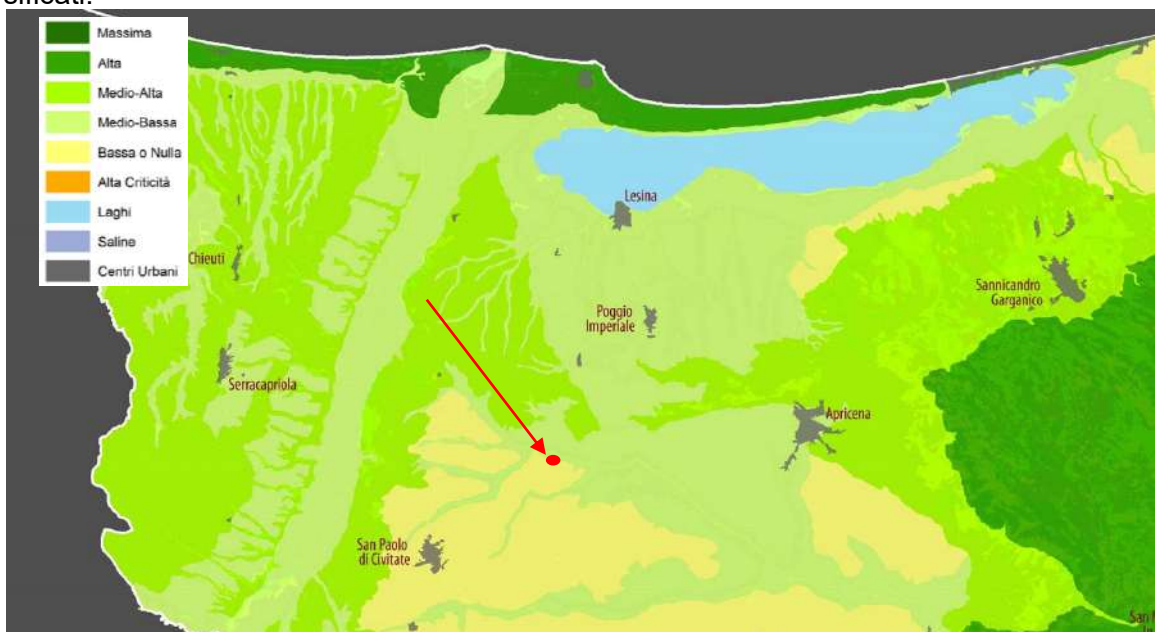 sificati.
Massima
Alta
Medio-Alta
Medio-Bassa
Bassa o Nulla
Alta Criticità
Laghi
Saline
Centri Urbani
Lesina
Chieuti
Sannicandro
Garganico
Poggio
Imperiale
Serracapriola
Apricena
San Paolo
di Civitate